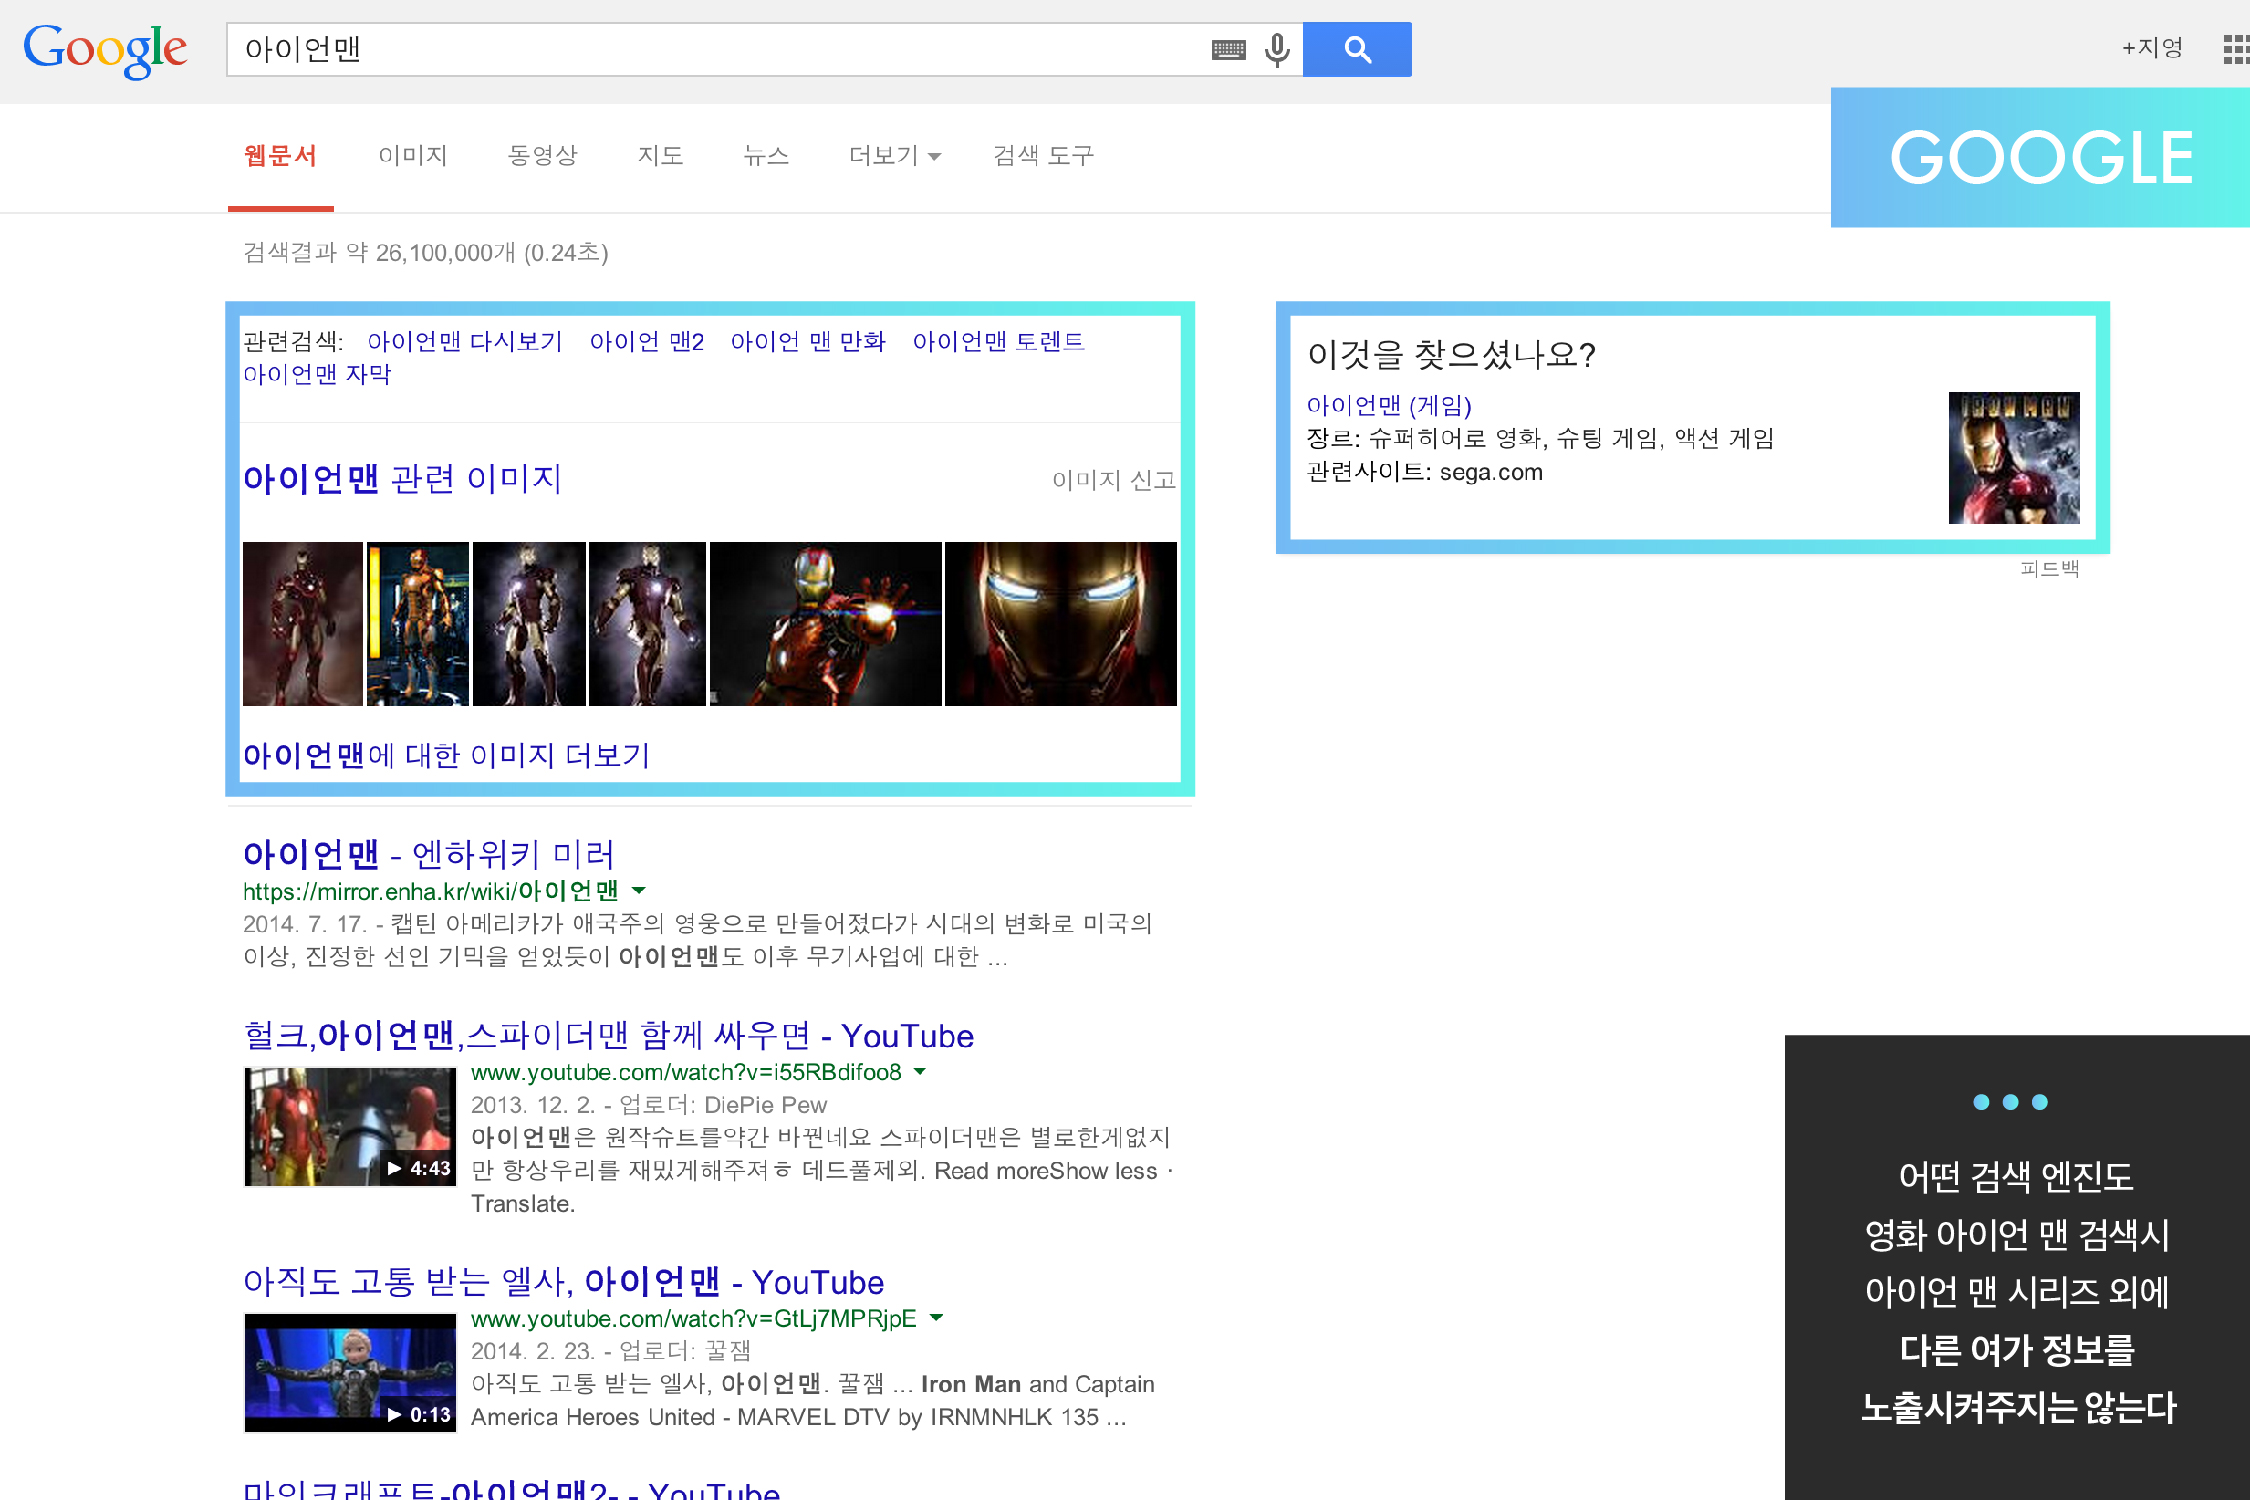 Google
아이언맨
+지영
웹문서 이미지 동영상 지도 뉴스 더보기 검색 도구
GOOGLE
검색결과 약 26,100,000개 (0.24초)
관련검색: 아이언맨 다시보기 아이언 맨2 아이언 맨 만화 아이언맨 토렌트
아이언맨 자막
아이언맨 관련 이미지
이미지 신고
아이언맨에 대한 이미지 더보기
이것을 찾으셨나요?
아이언맨 (게임)
장르: 슈퍼히어로 영화, 슈팅 게임, 액션 게임
관련사이트: sega.com
IRON MAN
피드백
아이언맨 - 엔하위키 미러
https://mirror.enha.kr/wiki/아이언맨
2014. 7. 17. - 캡틴 아메리카가 애국주의 영웅으로 만들어졌다가 시대의 변화로 미국의
이상, 진정한 선인 기믹을 얻었듯이 아이언맨도 이후 무기사업에 대한 ...
헐크,아이언맨,스파이더맨 함께 싸우면 - YouTube
www.youtube.com/watch?v=i55RBdifoo8
2013. 12. 2. - 업로더: DiePie Pew
아이언맨은 원작슈트를약간 바꿨네요 스파이더맨은 별로한게없지
만 항상우리를 재밌게해주져ㅎ 데드풀제외. Read moreShow less ·
Translate.
4:43
아직도 고통 받는 엘사, 아이언맨 - YouTube
www.youtube.com/watch?v=GtLj7MPRjpE
2014. 2. 23. - 업로더: 꿀잼
아직도 고통 받는 엘사, 아이언맨. 꿀잼 ... Iron Man and Captain
America Heroes United - MARVEL DTV by IRNMNHLK 135 ...
0:13
마인크래프트-아이언맨2- - YouTube
어떤 검색 엔진도
영화 아이언 맨 검색시
아이언 맨 시리즈 외에
다른 여가 정보를
노출시켜주지는 않는다